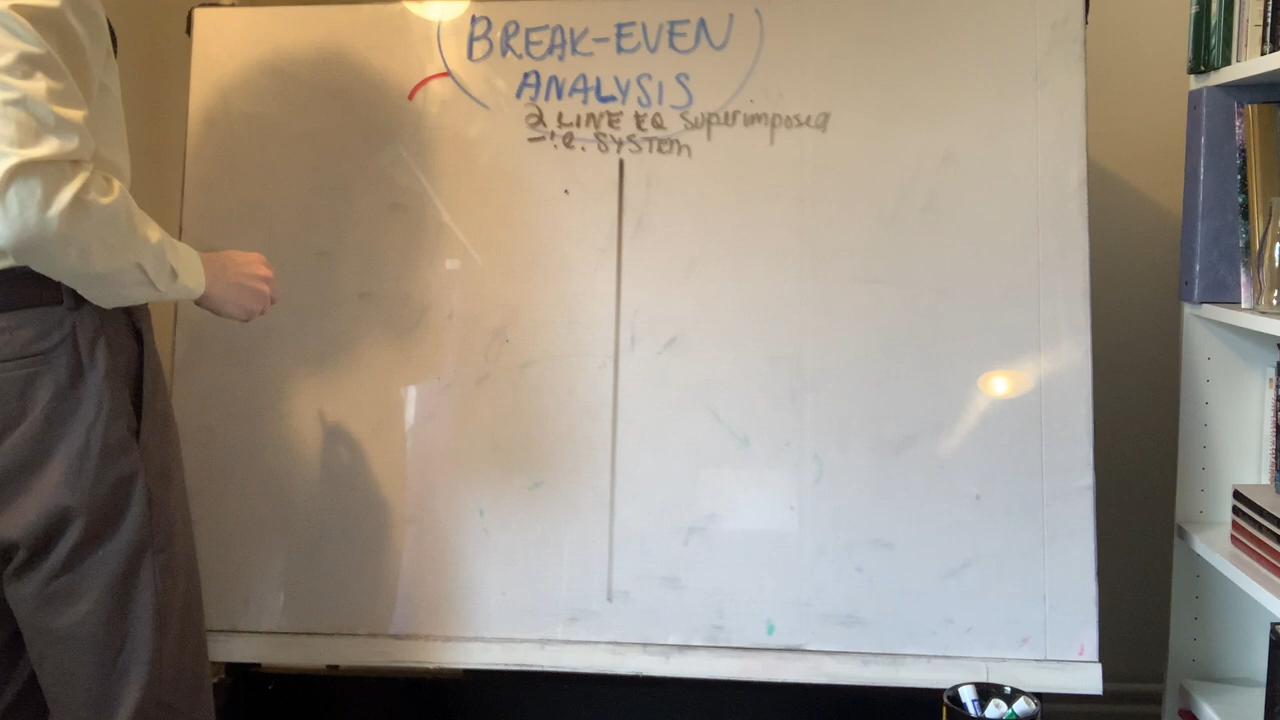 BREAK-EVEN
ANALYSIS
2 LINE EQ Superimposed
-i.e. SYSTEM